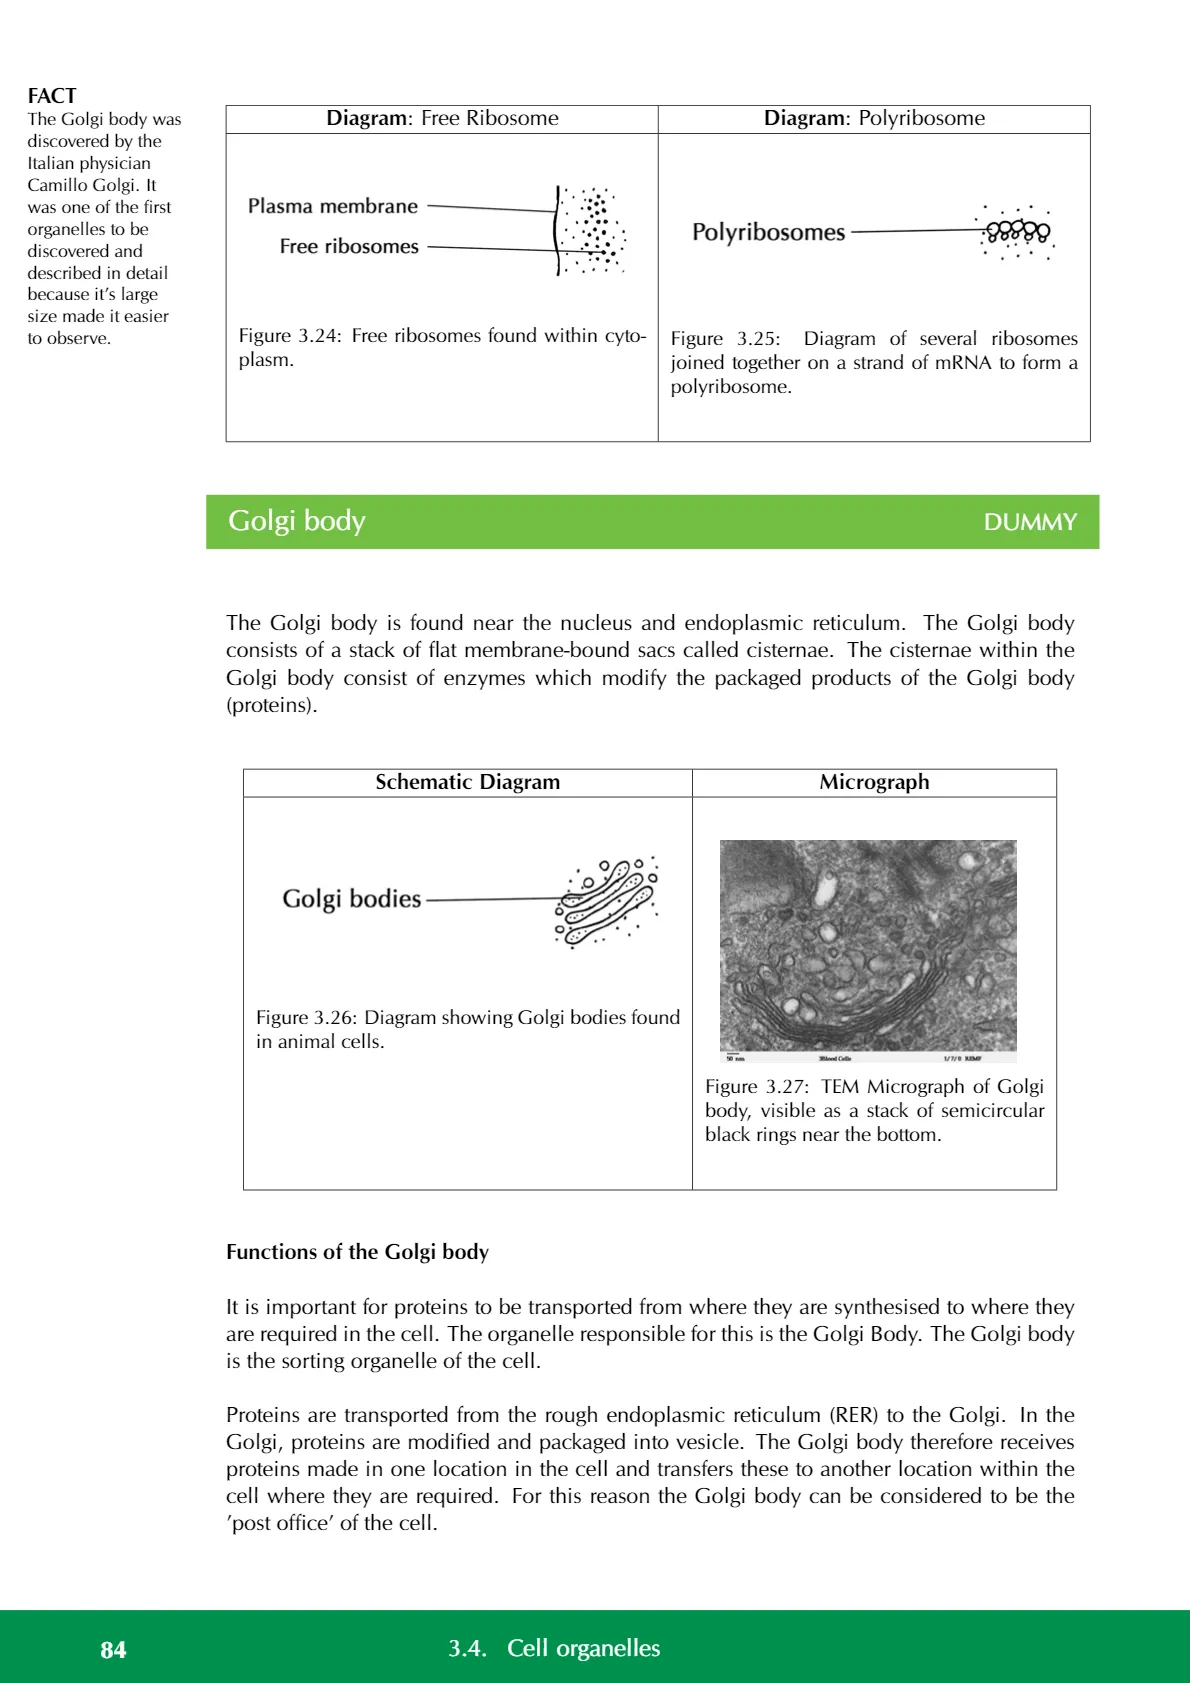 FACT
The Golgi body was
discovered by the
Italian physician
Camillo Golgi. It
was one of the first
organelles to be
discovered and
described in detail
because it's large
size made it easier
to observe.
Diagram: Free Ribosome
Plasma membrane
Free ribosomes
Figure 3.24: Free ribosomes found within cyto-
plasm.
Diagram: Polyribosome
Polyribosomes
Figure 3.25: Diagram of several ribosomes
joined together on a strand of mRNA to form a
polyribosome.
Golgi body DUMMY
The Golgi body is found near the nucleus and endoplasmic reticulum. The Golgi body
consists of a stack of flat membrane-bound sacs called cisternae. The cisternae within the
Golgi body consist of enzymes which modify the packaged products of the Golgi body
(proteins).
Schematic Diagram
Golgi bodies
Figure 3.26: Diagram showing Golgi bodies found
in animal cells.
Micrograph
50 nm 3Blood Cells 1/7/0 REMF
Figure 3.27: TEM Micrograph of Golgi
body, visible as a stack of semicircular
black rings near the bottom.
Functions of the Golgi body
It is important for proteins to be transported from where they are synthesised to where they
are required in the cell. The organelle responsible for this is the Golgi Body. The Golgi body
is the sorting organelle of the cell.
Proteins are transported from the rough endoplasmic reticulum (RER) to the Golgi. In the
Golgi, proteins are modified and packaged into vesicle. The Golgi body therefore receives
proteins made in one location in the cell and transfers these to another location within the
cell where they are required. For this reason the Golgi body can be considered to be the
'post office' of the cell.
84 3.4. Cell organelles